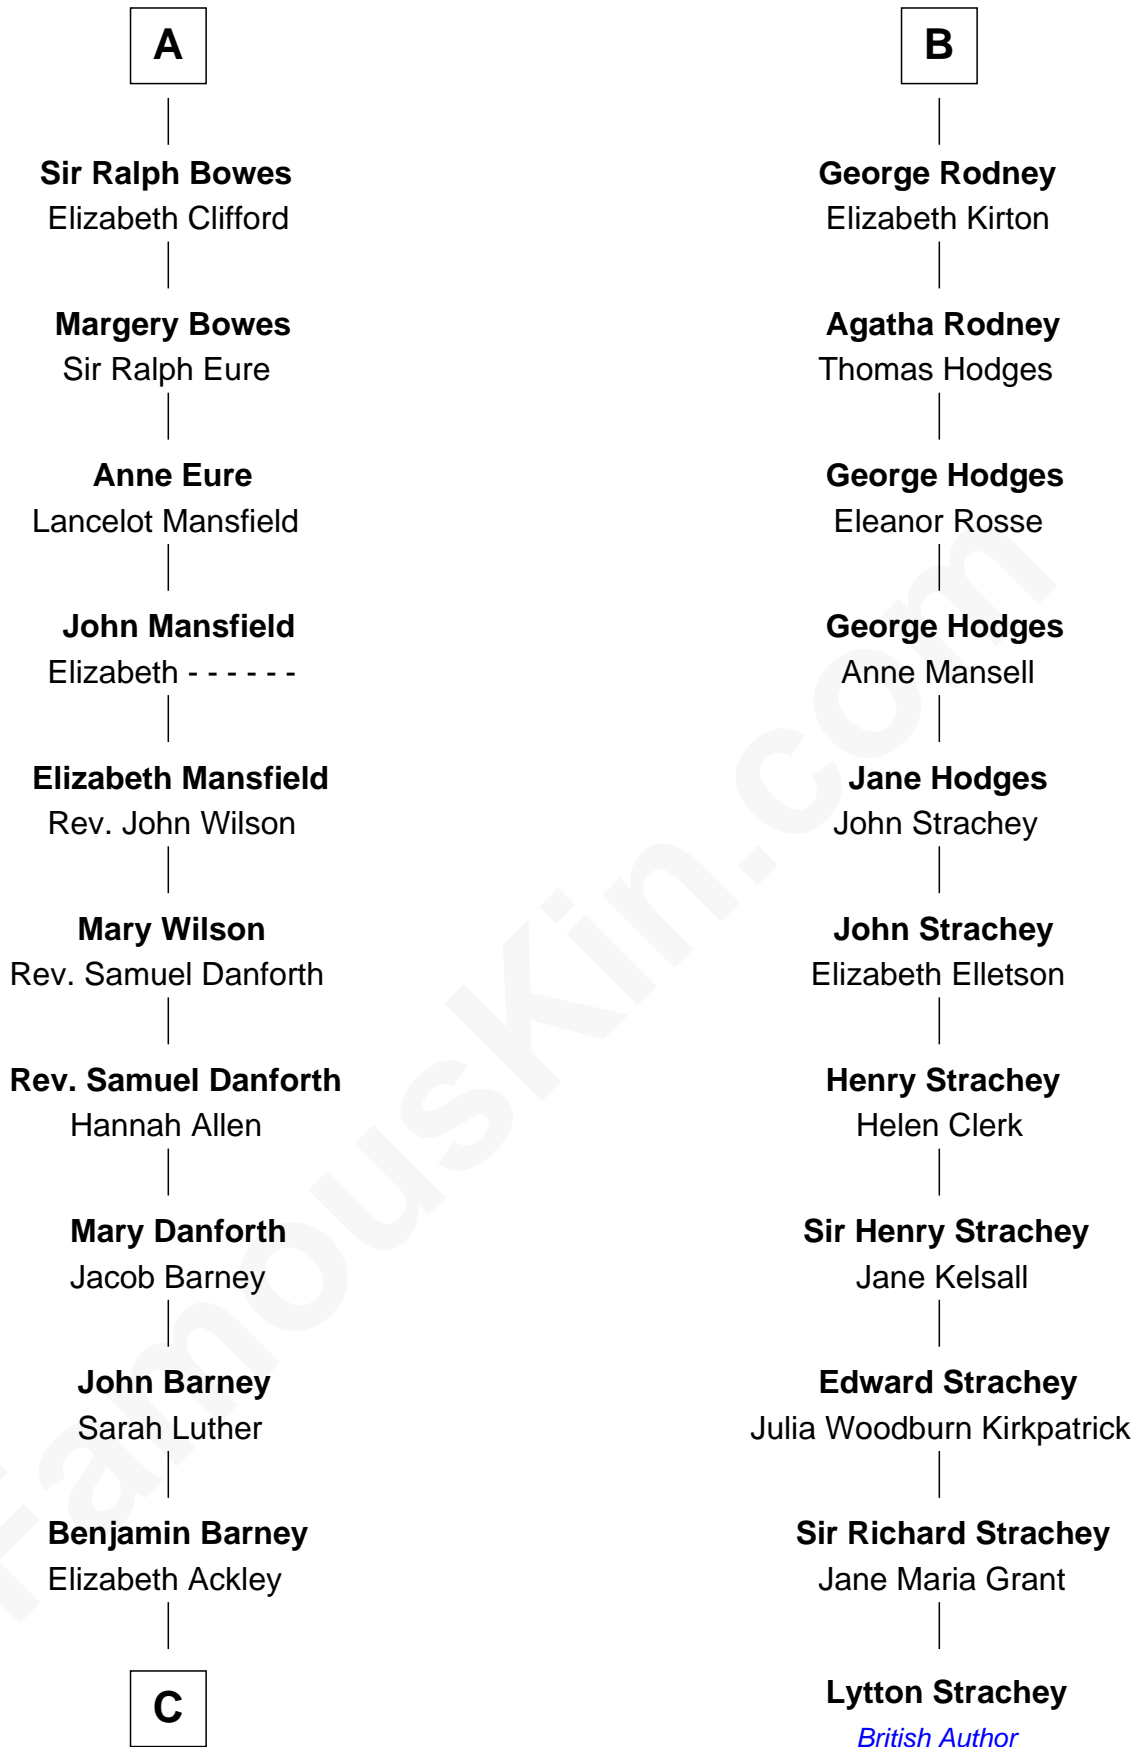 A
Sir Ralph Bowes
Elizabeth Clifford
Margery Bowes
Sir Ralph Eure
Anne Eure
Lancelot Mansfield
John Mansfield
Elizabeth - - - - - -
Elizabeth Mansfield
Rev. John Wilson
Mary Wilson
Rev. Samuel Danforth
Rev. Samuel Danforth
Hannah Allen
Mary Danforth
Jacob Barney
John Barney
Sarah Luther
Benjamin Barney
Elizabeth Ackley
C
B
George Rodney
Elizabeth Kirton
Agatha Rodney
Thomas Hodges
George Hodges
Eleanor Rosse
George Hodges
Anne Mansell
Jane Hodges
John Strachey
John Strachey
Elizabeth Elletson
Henry Strachey
Helen Clerk
Sir Henry Strachey
Jane Kelsall
Edward Strachey
Julia Woodburn Kirkpatrick
Sir Richard Strachey
Jane Maria Grant
Lytton Strachey
British Author
FamousKin.com